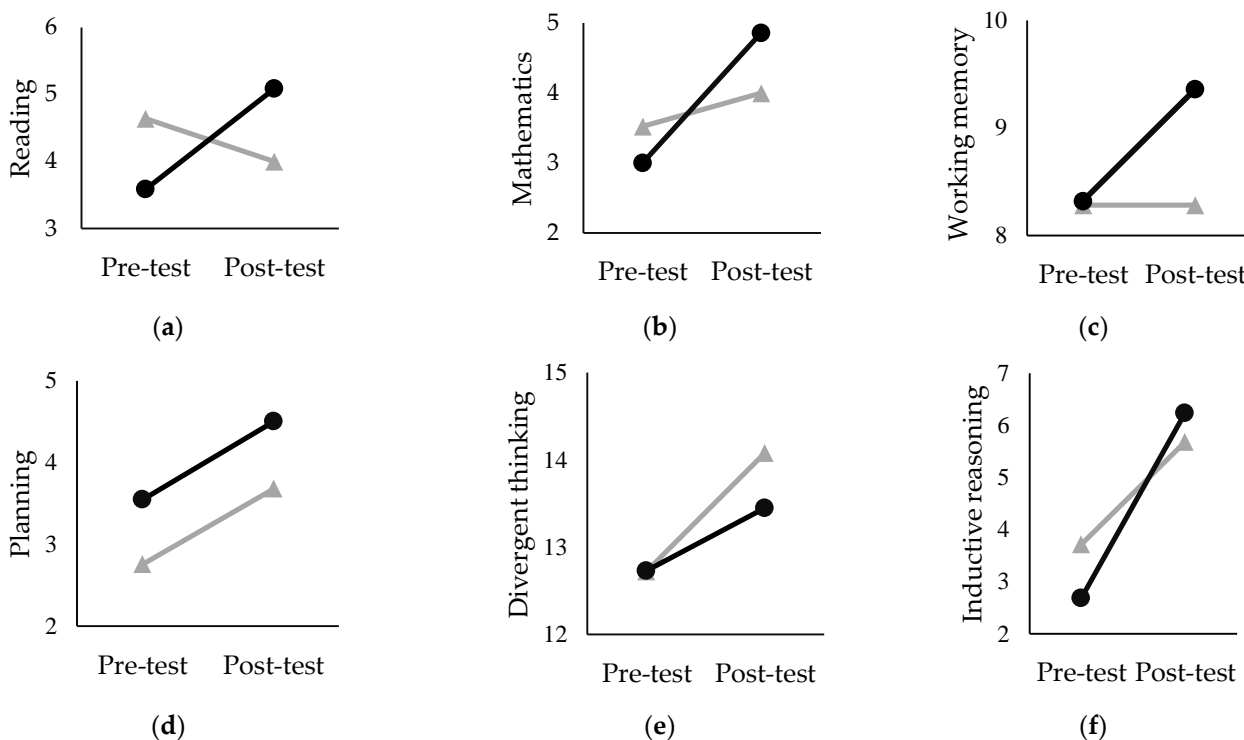 6
5
4
3
Reading
Pre-test Post-test
(a)
5
4
3
2
Mathematics
Pre-test Post-test
(b)
10
9
8
Working memory
Pre-test Post-test
(c)
5
4
3
2
Planning
Pre-test Post-test
(d)
15
14
13
12
Divergent thinking
Pre-test Post-test
(e)
7
6
5
4
3
2
Inductive reasoning
Pre-test Post-test
(f)